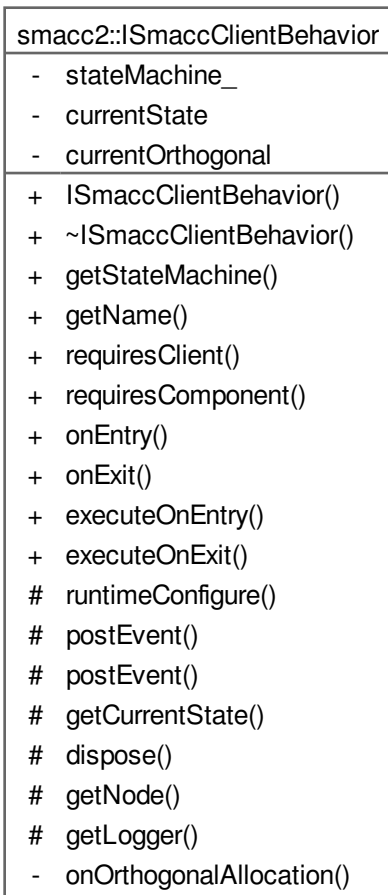 smacc2::ISmaccClientBehavior
- stateMachine_
- currentState
- currentOrthogonal
+ ISmaccClientBehavior()
+ ~ISmaccClientBehavior()
+ getStateMachine()
+ getName()
+ requiresClient()
+ requiresComponent()
+ onEntry()
+ onExit()
+ executeOnEntry()
+ executeOnExit()
# runtimeConfigure()
# postEvent()
# postEvent()
# getCurrentState()
# dispose()
# getNode()
# getLogger()
- onOrthogonalAllocation()